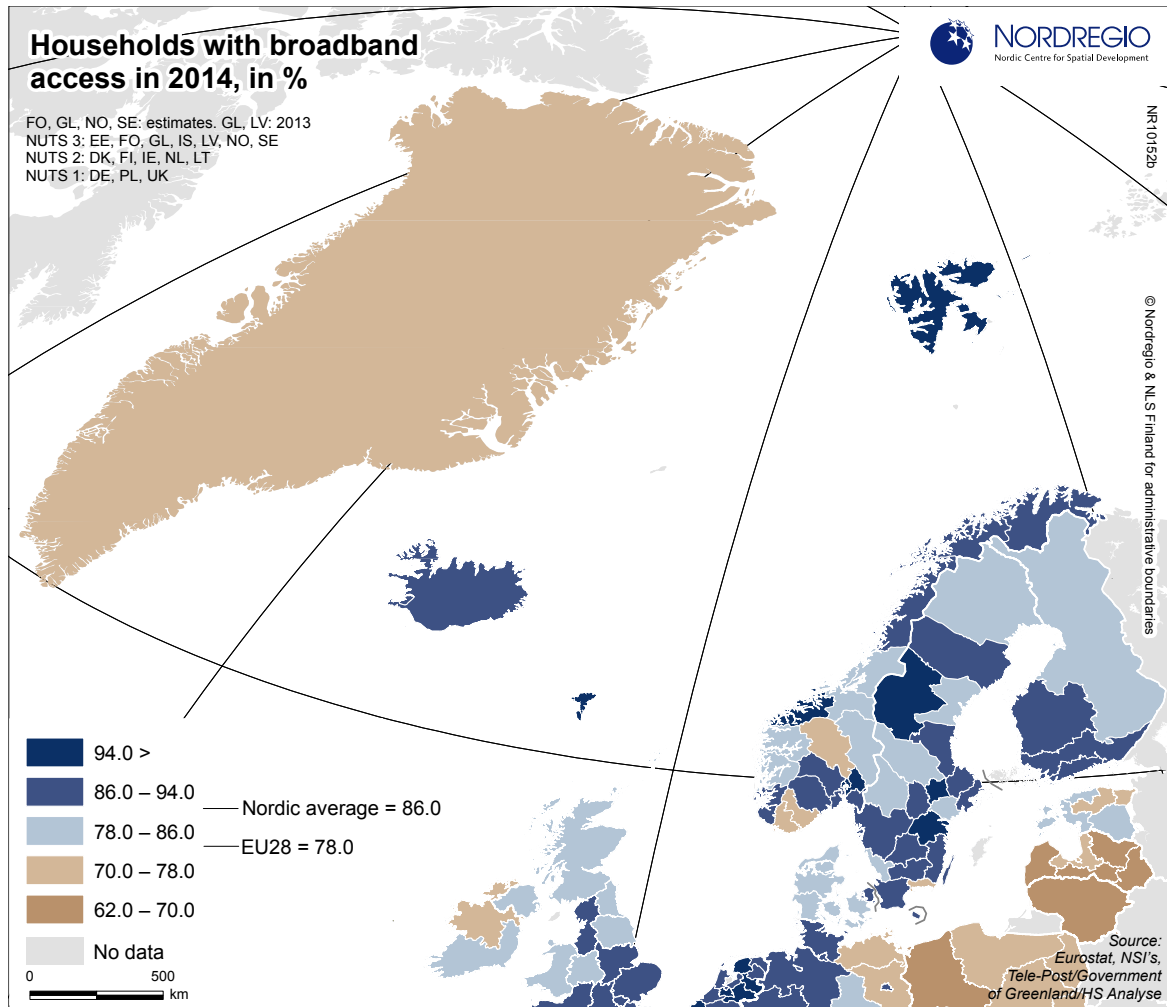 Households with broadband
access in 2014, in %
FO, GL, NO, SE: estimates. GL, LV: 2013
NUTS 3: EE, FO, GL, IS, LV, NO, SE
NUTS 2: DK, FI, IE, NL, LT
NUTS 1: DE, PL, UK
NORDREGIO
Nordic Centre for Spatial Development
NR10152b
© Nordregio & NLS Finland for administrative boundaries
94.0 >
86.0 – 94.0
Nordic average = 86.0
78.0 – 86.0
EU28 = 78.0
70.0 – 78.0
62.0 – 70.0
No data
0 500
km
Source:
Eurostat, NSI's,
Tele-Post/Government
of Greenland/HS Analyse